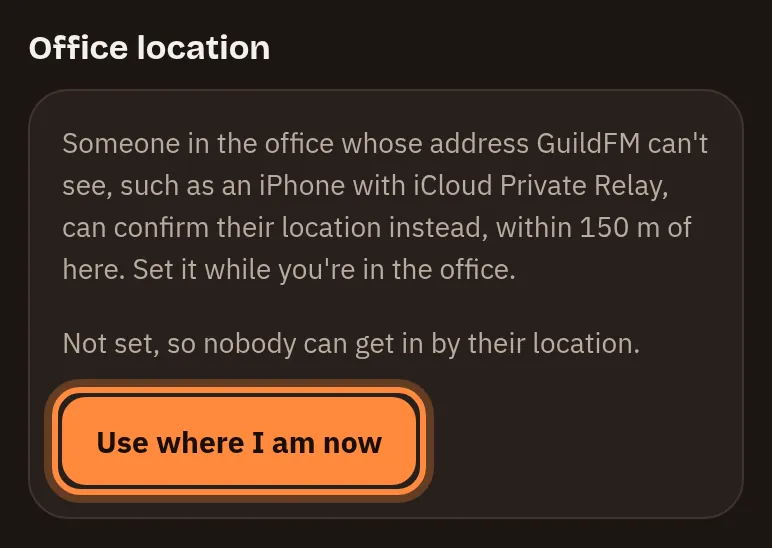 Office location
Someone in the office whose address GuildFM can't
see, such as an iPhone with iCloud Private Relay,
can confirm their location instead, within 150 m of
here. Set it while you're in the office.
Not set, so nobody can get in by their location.
Use where I am now